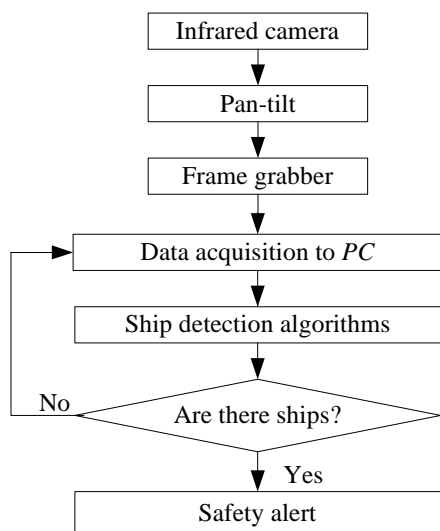 Infrared camera
Pan-tilt
Frame grabber
Data acquisition to PC
Ship detection algorithms
Are there ships?
No
Yes
Safety alert